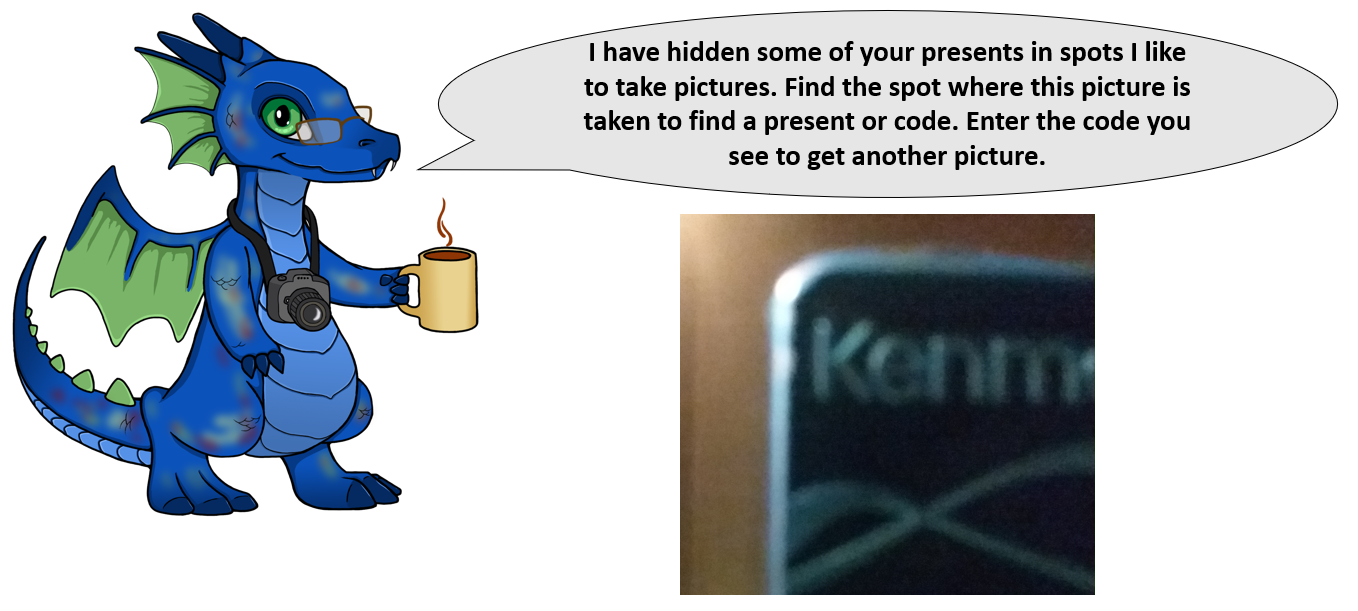 I have hidden some of your presents in spots I like
to take pictures. Find the spot where this picture is
taken to find a present or code. Enter the code you
see to get another picture.
Kenm